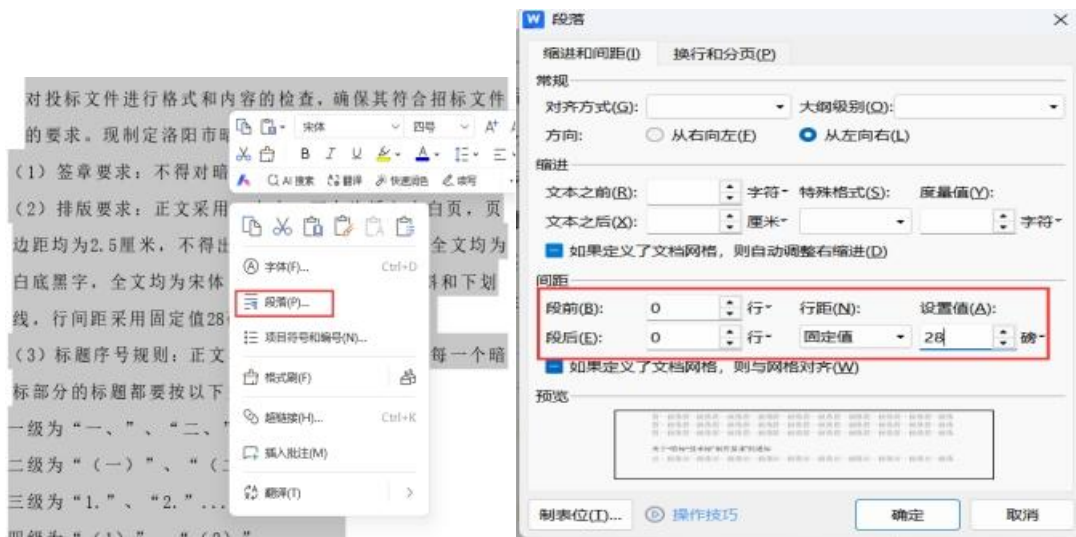 对投标文件进行格式和内容的检查，确保其符合招标文件
的要求。现制定洛阳市
（1）签章要求：不得对暗
（2）排版要求：正文采用
白页，页
边距均为2.5厘米，不得出
全文均为
白底黑字，全文均为宋体
和下划
线，行间距采用固定值28
（3）标题序号规则：正文
每一个暗
标部分的标题都要按以下
一级为“一、”、“二、”
二级为“（一）”、“（
三级为“1.”、“2.”...
宋体 四号 A+
B I U A
AI 搜索 翻译 快速润色 续写
字体(F)... Ctrl+D
段落(P)...
项目符号和编号(N)...
格式刷(F)
超链接(H)... Ctrl+K
插入批注(M)
翻译(T)
W 段落
缩进和间距(I) 换行和分页(P)
常规
对齐方式(G): 大纲级别(O):
方向: 从右向左(F) 从左向右(L)
缩进
文本之前(R): 字符 特殊格式(S): 度量值(Y):
文本之后(X): 厘米 字符
如果定义了文档网格，则自动调整右缩进(D)
间距
段前(B): 0 行 行距(N): 设置值(A):
段后(E): 0 行 固定值 28 磅
如果定义了文档网格，则与网格对齐(W)
预览
制表位(T)... 操作技巧 确定 取消